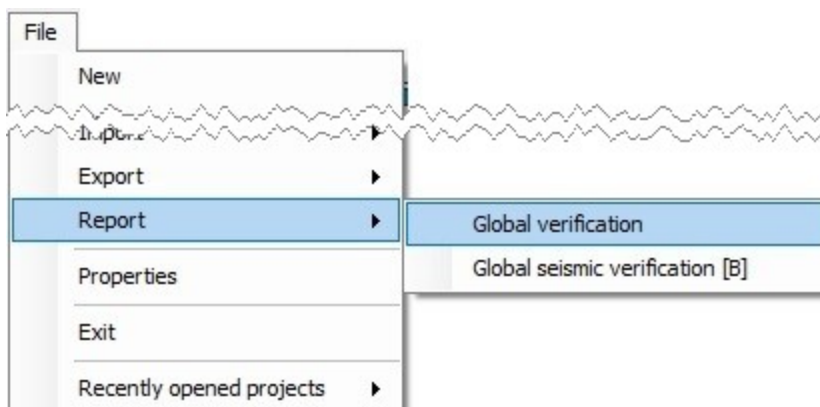 File
New
Export
Report
Global verification
Global seismic verification [B]
Properties
Exit
Recently opened projects